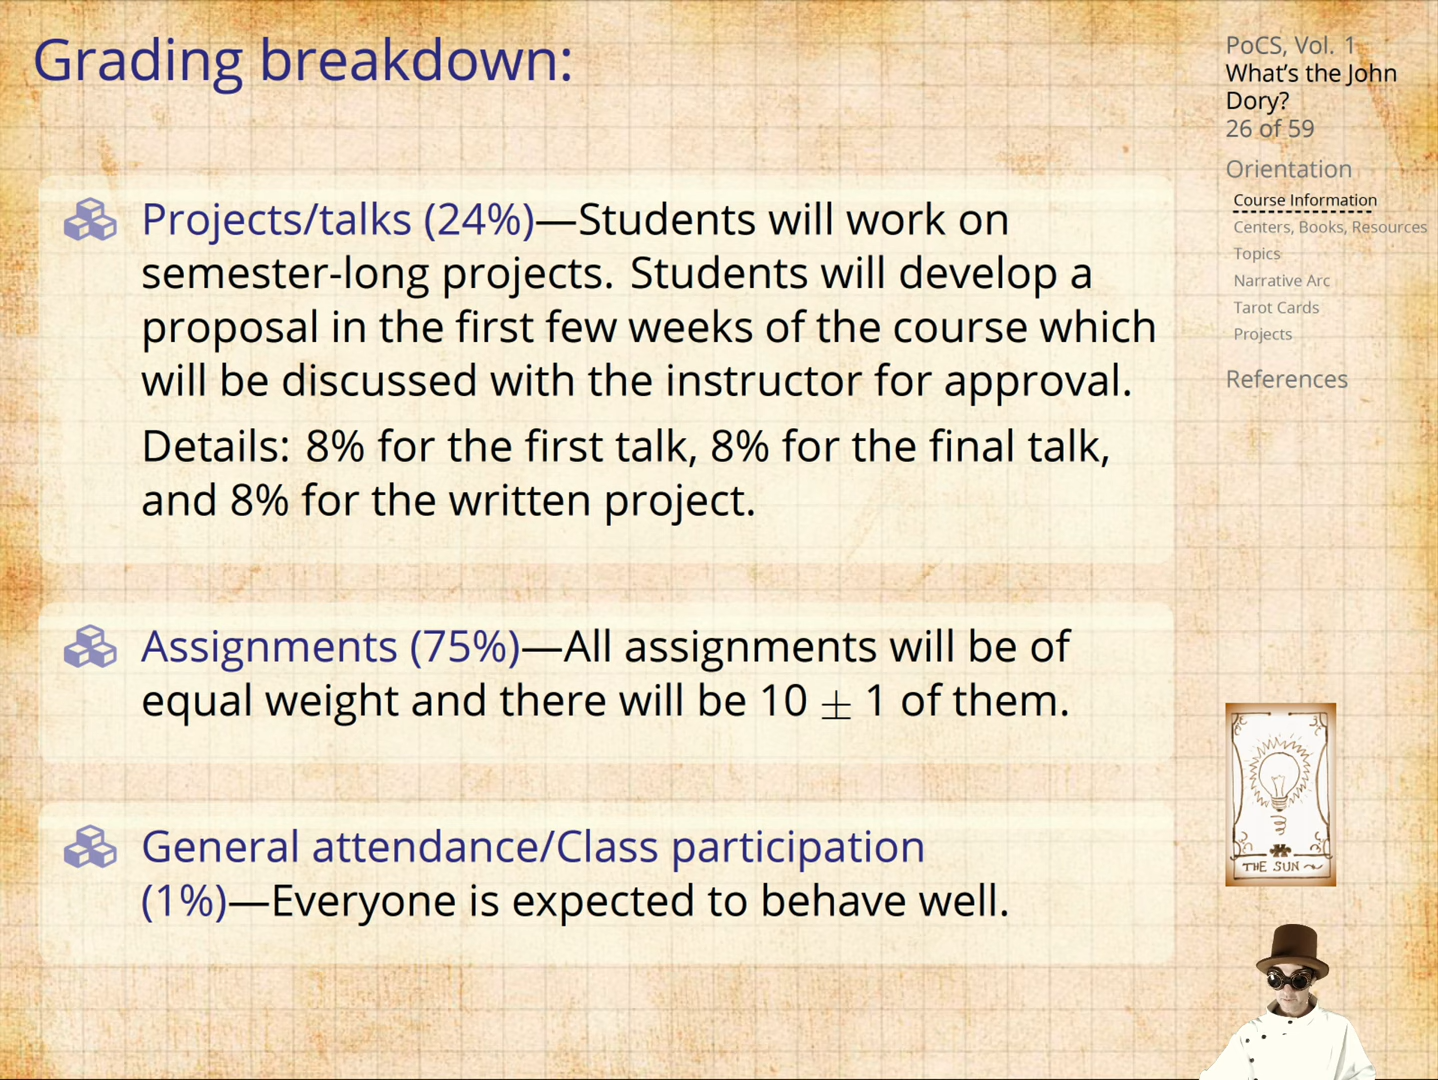 Grading breakdown:
Projects/talks (24%)—Students will work on
semester-long projects. Students will develop a
proposal in the first few weeks of the course which
will be discussed with the instructor for approval.
Details: 8% for the first talk, 8% for the final talk,
and 8% for the written project.
Assignments (75%)—All assignments will be of
equal weight and there will be 10 ± 1 of them.
General attendance/Class participation
(1%)—Everyone is expected to behave well.
PoCS, Vol. 1
What's the John
Dory?
26 of 59
Orientation
Course Information
Centers, Books, Resources
Topics
Narrative Arc
Tarot Cards
Projects
References
THE SUN